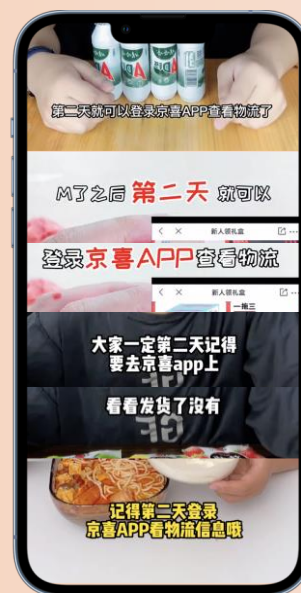 第二天就可以登录京喜APP查看物流了
M了之后 第二天 就可以
新人领礼盒
登录京喜APP查看物流
新人领礼盒
一拖三
大家一定第二天记得
要去京喜app上
看看发货了没有
记得第二天登录
京喜APP看物流信息哦